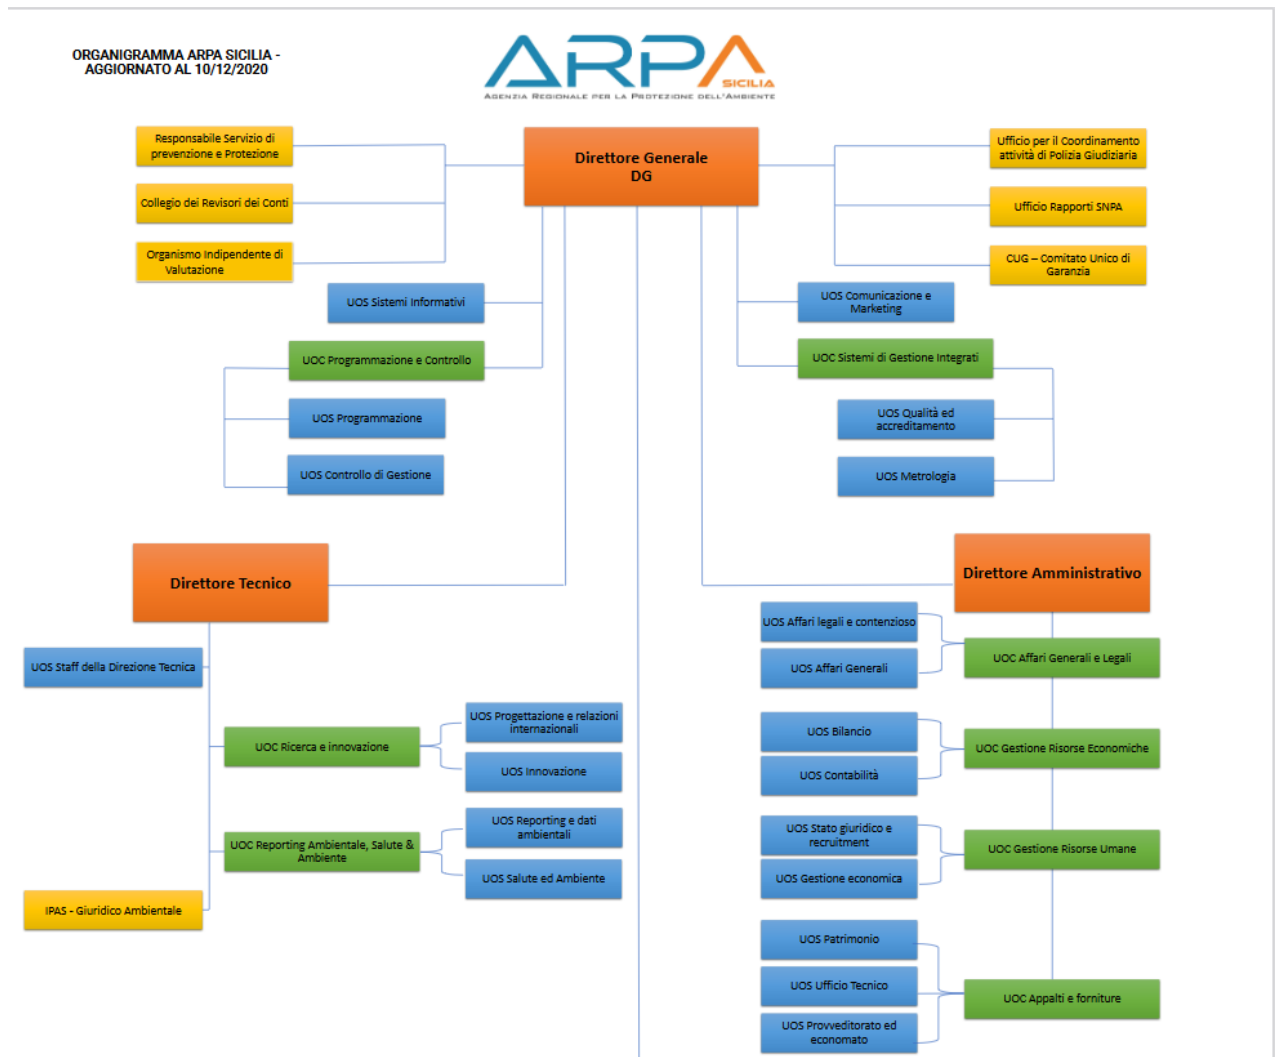 ORGANIGRAMMA ARPA SICILIA -
AGGIORNATO AL 10/12/2020
ARPA
SICILIA
AGENZIA REGIONALE PER LA PROTEZIONE DELL'AMBIENTE
Responsabile Servizio di
prevenzione e Protezione
Collegio dei Revisori dei Conti
Organismo Indipendente di
Valutazione
Direttore Generale
DG
Ufficio per il Coordinamento
attività di Polizia Giudiziaria
Ufficio Rapporti SNPA
CUG – Comitato Unico di
Garanzia
UOS Sistemi Informativi
UOC Programmazione e Controllo
UOS Programmazione
UOS Controllo di Gestione
UOS Comunicazione e
Marketing
UOC Sistemi di Gestione Integrati
UOS Qualità ed
accreditamento
UOS Metrologia
Direttore Tecnico
UOS Staff della Direzione Tecnica
UOC Ricerca e innovazione
UOS Progettazione e relazioni
internazionali
UOS Innovazione
UOC Reporting Ambientale, Salute &
Ambiente
UOS Reporting e dati
ambientali
UOS Salute ed Ambiente
IPAS - Giuridico Ambientale
Direttore Amministrativo
UOS Affari legali e contenzioso
UOS Affari Generali
UOC Affari Generali e Legali
UOS Bilancio
UOS Contabilità
UOC Gestione Risorse Economiche
UOS Stato giuridico e
recruitment
UOS Gestione economica
UOC Gestione Risorse Umane
UOS Patrimonio
UOS Ufficio Tecnico
UOS Provveditorato ed
economato
UOC Appalti e forniture